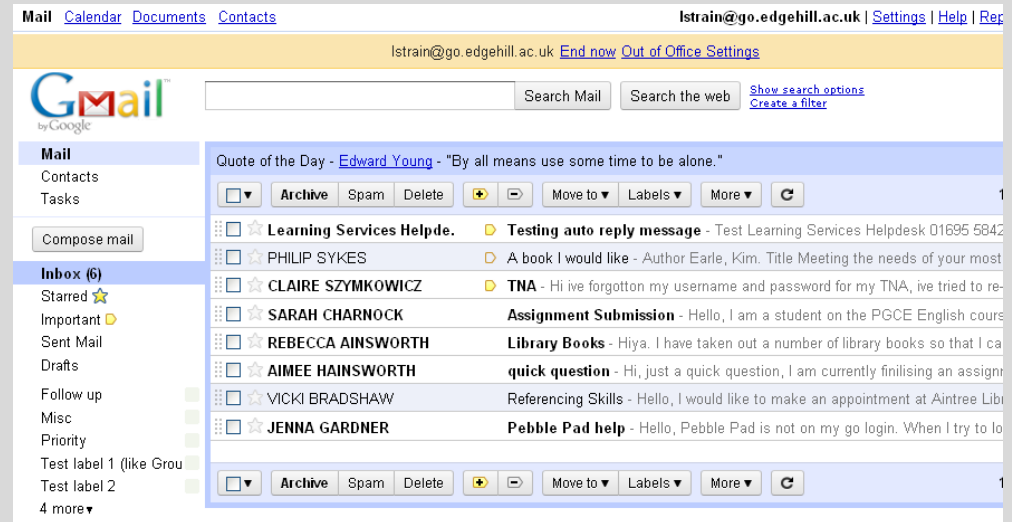 Mail Calendar Documents Contacts lstrain@go.edgehill.ac.uk | Settings | Help |
lstrain@go.edgehill.ac.uk End now Out of Office Settings
Gmail™
by Google
Search Mail Search the web Show search options
Create a filter
Mail
Contacts
Tasks
Compose mail
Inbox (6)
Starred
Important
Sent Mail
Drafts
Follow up
Misc
Priority
Test label 1 (like Grou
Test label 2
4 more▾
Quote of the Day - Edward Young - "By all means use some time to be alone."
Archive Spam Delete Move to ▾ Labels ▾ More ▾
Learning Services Helpde. Testing auto reply message - Test Learning Services Helpdesk 01695 5842
PHILIP SYKES A book I would like - Author Earle, Kim. Title Meeting the needs of your most
CLAIRE SZYMKOWICZ TNA - Hi ive forgotton my username and password for my TNA, ive tried to re-
SARAH CHARNOCK Assignment Submission - Hello, I am a student on the PGCE English cours
REBECCA AINSWORTH Library Books - Hiya. I have taken out a number of library books so that I ca
AIMEE HAINSWORTH quick question - Hi, just a quick question, I am currently finilising an assignr
VICKI BRADSHAW Referencing Skills - Hello, I would like to make an appointment at Aintree Libr
JENNA GARDNER Pebble Pad help - Hello, Pebble Pad is not on my go login. When I try to lo
Archive Spam Delete Move to ▾ Labels ▾ More ▾